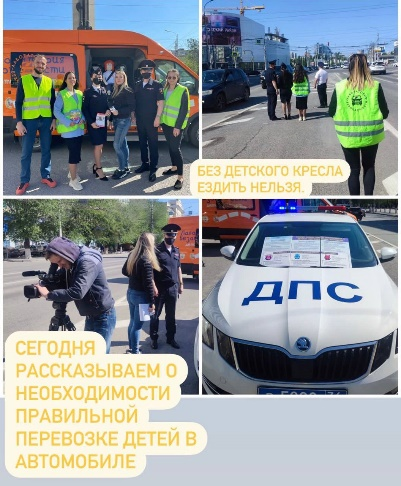 БЕЗ ДЕТСКОГО КРЕСЛА
ЕЗДИТЬ НЕЛЬЗЯ.
ДПС
СЕГОДНЯ
РАССКАЗЫВАЕМ О
НЕОБХОДИМОСТИ
ПРАВИЛЬНОЙ
ПЕРЕВОЗКЕ ДЕТЕЙ В
АВТОМОБИЛЕ